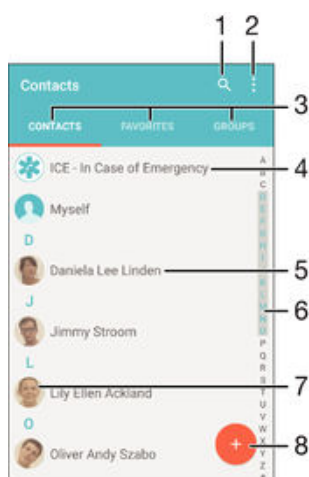 1 2
Contacts
3
CONTACTS FAVORITES GROUPS
ICE - In Case of Emergency
4
Myself
D
Daniela Lee Linden
5
J
Jimmy Stroom
6
L
Lily Ellen Ackland
7
O
Oliver Andy Szabo
+
8
A
B
C
D
E
F
G
H
I
J
K
L
M
N
O
P
Q
R
S
T
U
V
W
X
Y
Z